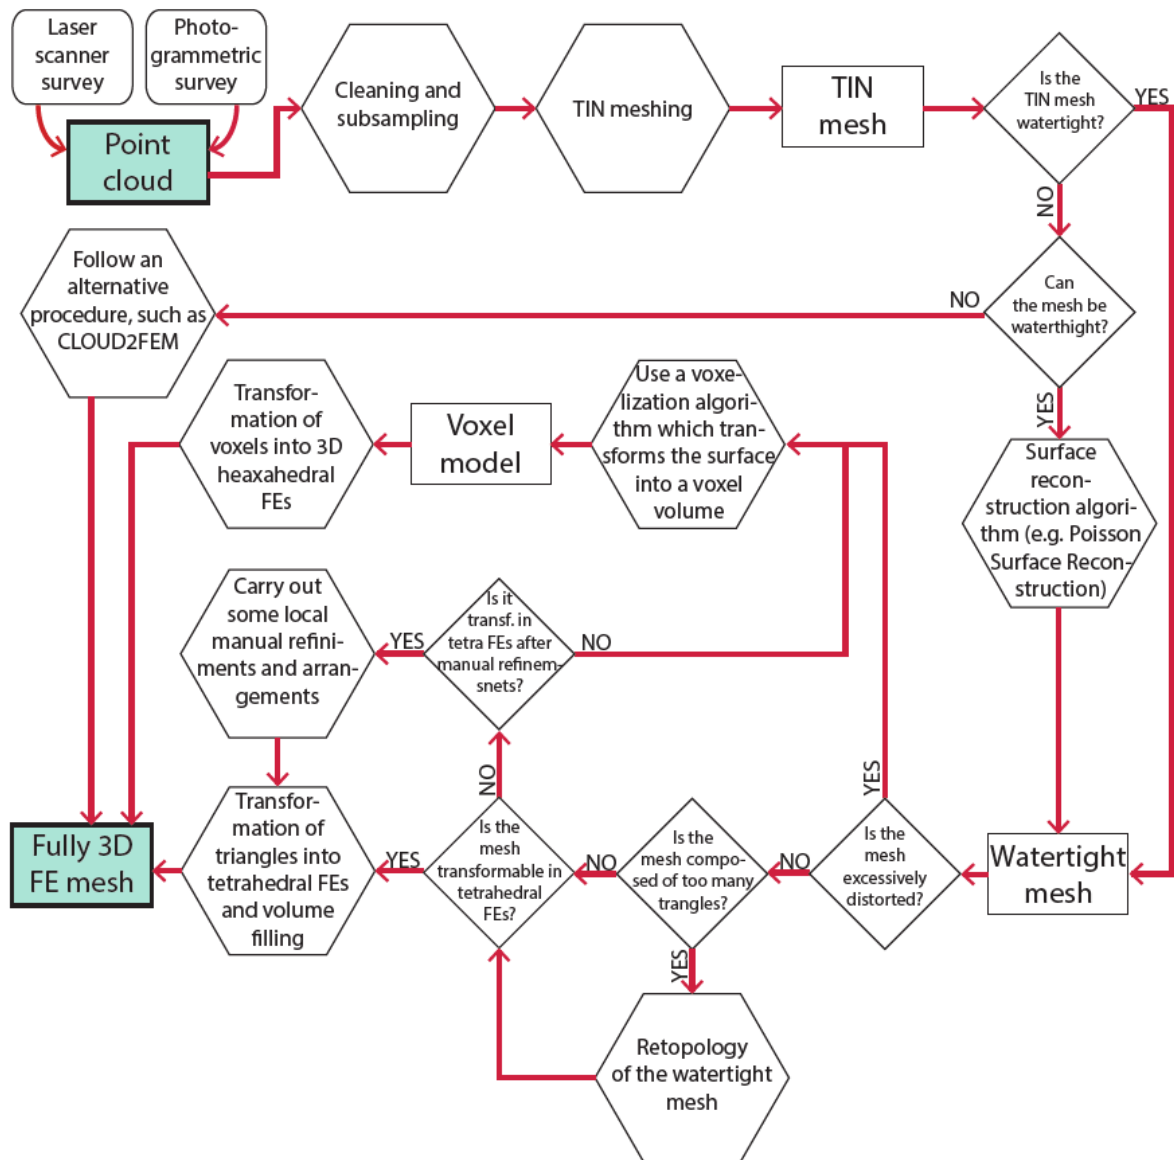 Laser
scanner
survey
Photo-
grammetric
survey
Point
cloud
Cleaning and
subsampling
TIN meshing
TIN
mesh
Is the
TIN mesh
watertight?
YES
NO
Follow an
alternative
procedure, such as
CLOUD2FEM
NO
Can
the mesh be
waterthight?
YES
Transfor-
mation of
voxels into 3D
heaxahedral
FEs
Voxel
model
Use a voxe-
lization algori-
thm which tran-
sforms the surface
into a voxel
volume
Surface
recon-
struction algori-
thm (e.g. Poisson
Surface Recon-
struction)
Carry out
some local
manual refini-
ments and arran-
gements
YES
Is it
transf. in
tetra FEs after
manual refinem-
snets?
NO
NO
YES
Fully 3D
FE mesh
Transfor-
mation of
triangles into
tetrahedral FEs
and volume
filling
YES
Is the
mesh
transformable in
tetrahedral
FEs?
NO
Is the
mesh compo-
sed of too many
trangles?
NO
Is the
mesh
excessively
distorted?
Watertight
mesh
YES
Retopology
of the watertight
mesh